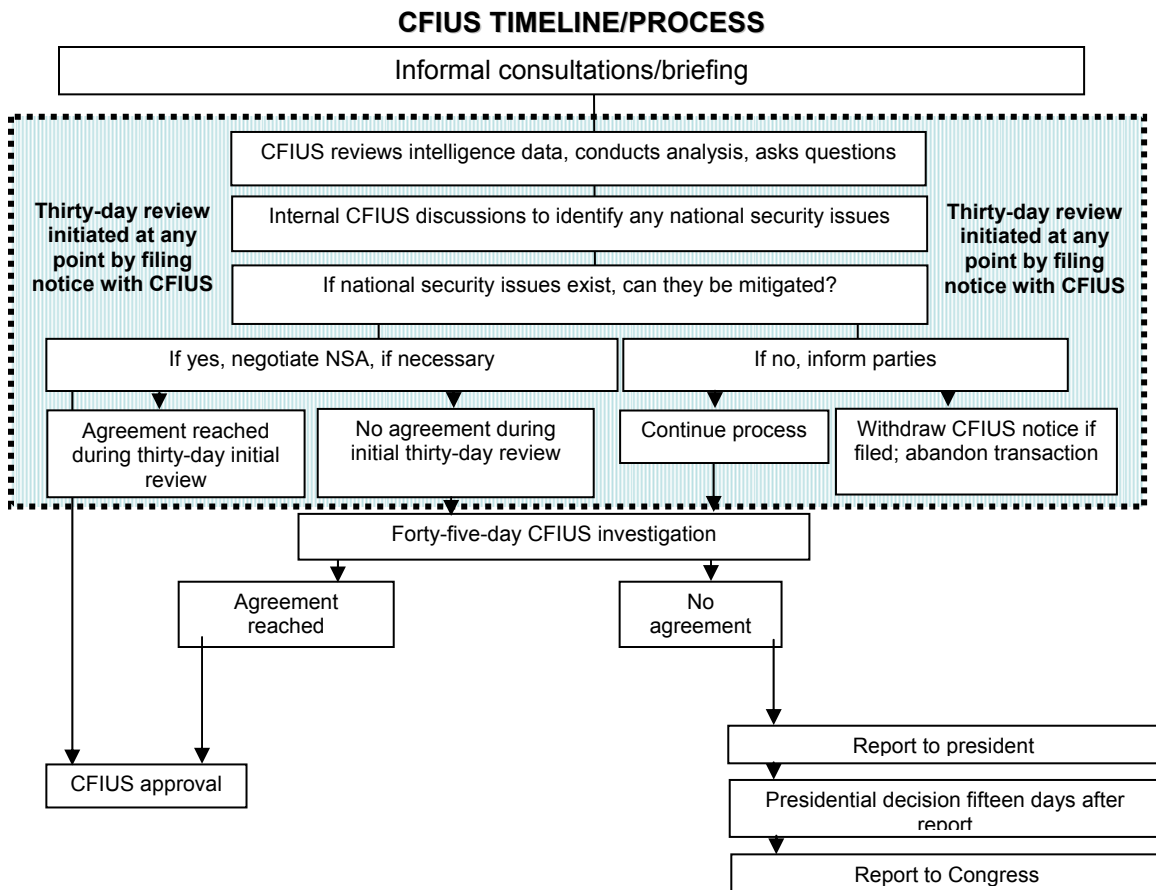 CFIUS TIMELINE/PROCESS
Informal consultations/briefing
CFIUS reviews intelligence data, conducts analysis, asks questions
Thirty-day review
initiated at any
point by filing
notice with CFIUS
Internal CFIUS discussions to identify any national security issues
Thirty-day review
initiated at any
point by filing
notice with CFIUS
If national security issues exist, can they be mitigated?
If yes, negotiate NSA, if necessary
If no, inform parties
Agreement reached
during thirty-day initial
review
No agreement during
initial thirty-day review
Continue process
Withdraw CFIUS notice if
filed; abandon transaction
Forty-five-day CFIUS investigation
Agreement
reached
No
agreement
Report to president
CFIUS approval
Presidential decision fifteen days after
report
Report to Congress